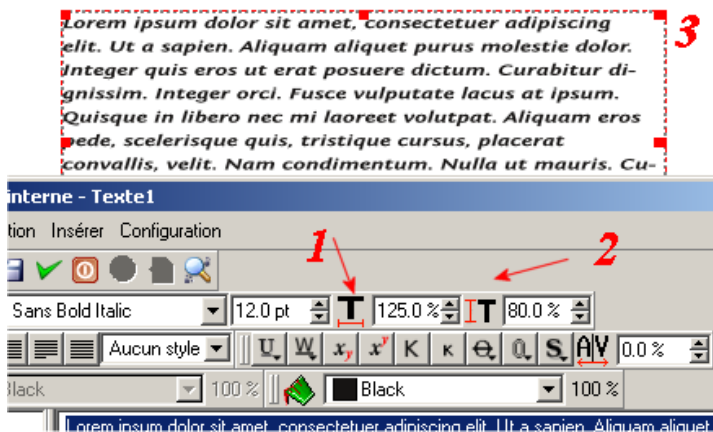 Lorem ipsum dolor sit amet, consectetuer adipiscing
elit. Ut a sapien. Aliquam aliquet purus molestie dolor.
Integer quis eros ut erat posuere dictum. Curabitur di-
gnissim. Integer orci. Fusce vulputate lacus at ipsum.
Quisque in libero nec mi laoreet volutpat. Aliquam eros
pede, scelerisque quis, tristique cursus, placerat
convallis, velit. Nam condimentum. Nulla ut mauris. Cu-
3
interne - Texte1
tion Insérer Configuration
1
2
Sans Bold Italic 12.0 pt T 125.0 % T 80.0 %
Aucun style U W xy xy K K O O S A|V 0.0 %
Black 100 % Black 100 %
Lorem ipsum dolor sit amet, consectetuer adipiscing elit. Ut a sapien. Aliquam aliquet